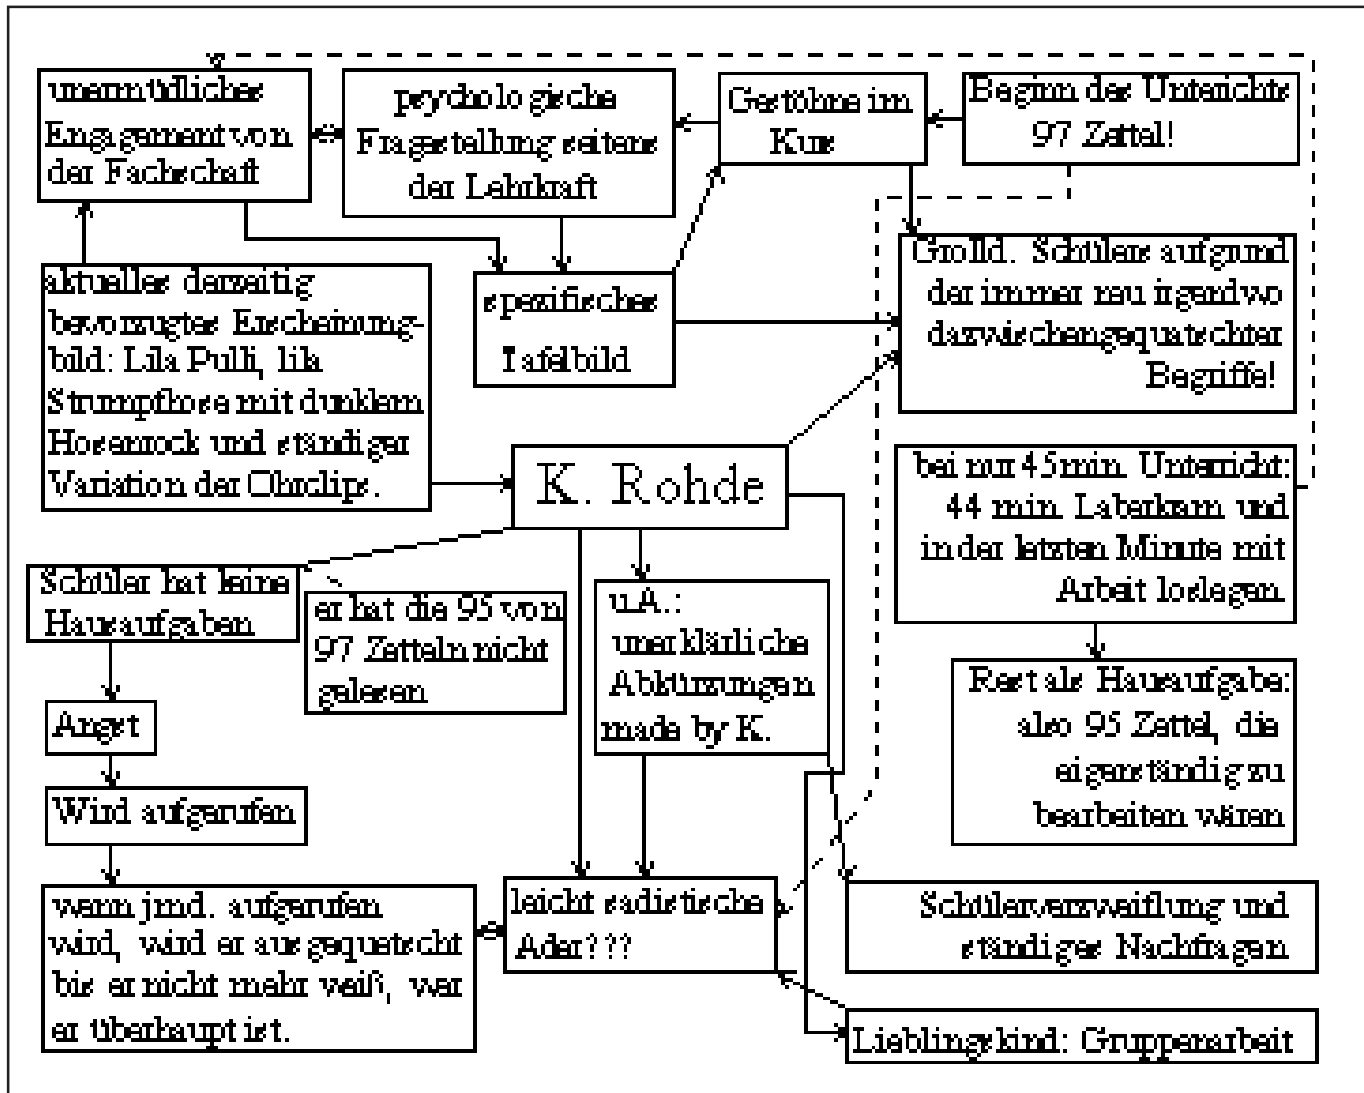 unermüdliches
Engagement von
der Fachschaft
psychologische
Fragestellung seitens
der Lehrkraft
Gestöhne im
Kurs
Beginn des Unterichts
97 Zettel!
aktuelles derzeitig
bevorzugtes Erscheinung-
bild: Lila Pulli, lila
Strumpfhose mit dunklem
Hosenrock und ständiger
Variation der Ohrclips.
spezifisches
Tafelbild
Groll d. Schülers aufgrund
der immer neu irgendwo
dazwischengequatschter
Begriffe!
K. Rohde
bei nur 45min. Unterricht:
44 min. Laberkram und
in der letzten Minute mit
Arbeit loslegen
Schüler hat keine
Hausaufgaben
er hat die 95 von
97 Zetteln nicht
gelesen
u.A.:
unerklärliche
Abkürzungen
made by K.
Rest als Hausaufgabe:
also 95 Zettel, die
eigenständig zu
bearbeiten wären
Angst
Wird aufgerufen
wenn jmd. aufgerufen
wird, wird er ausgequetscht
bis er nicht mehr weiß, wer
er überhaupt ist.
leicht sadistische
Ader???
Schülerverzweiflung und
ständiges Nachfragen
Lieblingskind: Gruppenarbeit